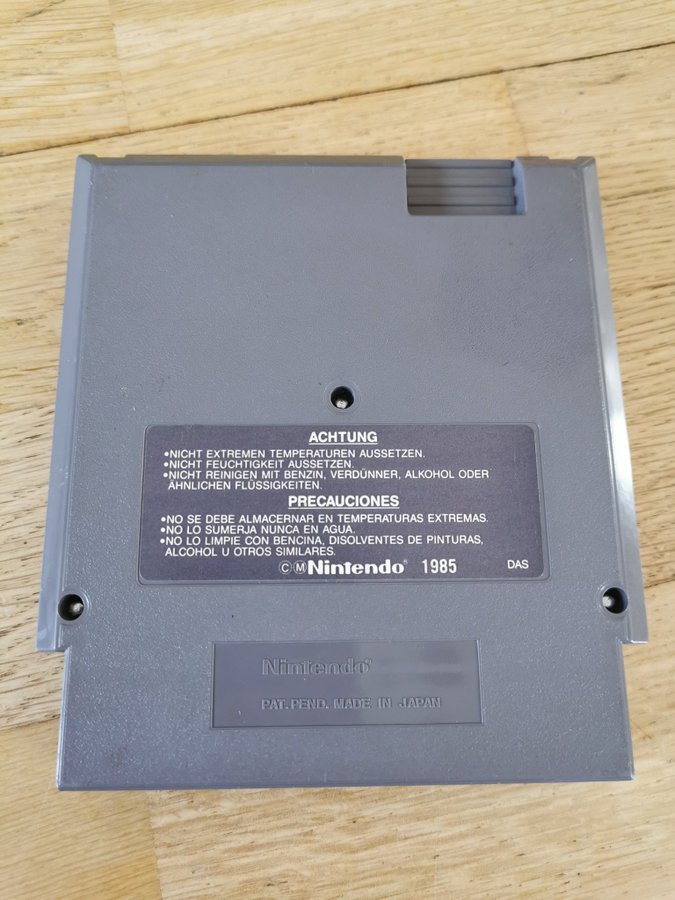 ACHTUNG
•NICHT EXTREMEN TEMPERATUREN AUSSETZEN.
•NICHT FEUCHTIGKEIT AUSSETZEN.
•NICHT REINIGEN MIT BENZIN, VERDÜNNER, ALKOHOL ODER
ÄHNLICHEN FLÜSSIGKEITEN.
PRECAUCIONES
•NO SE DEBE ALMACERNAR EN TEMPERATURAS EXTREMAS.
•NO LO SUMERJA NUNCA EN AGUA.
•NO LO LIMPIE CON BENCINA, DISOLVENTES DE PINTURAS,
ALCOHOL U OTROS SIMILARES.
ⒸⓂNintendo® 1985 DAS
Nintendo®
PAT. PEND. MADE IN JAPAN